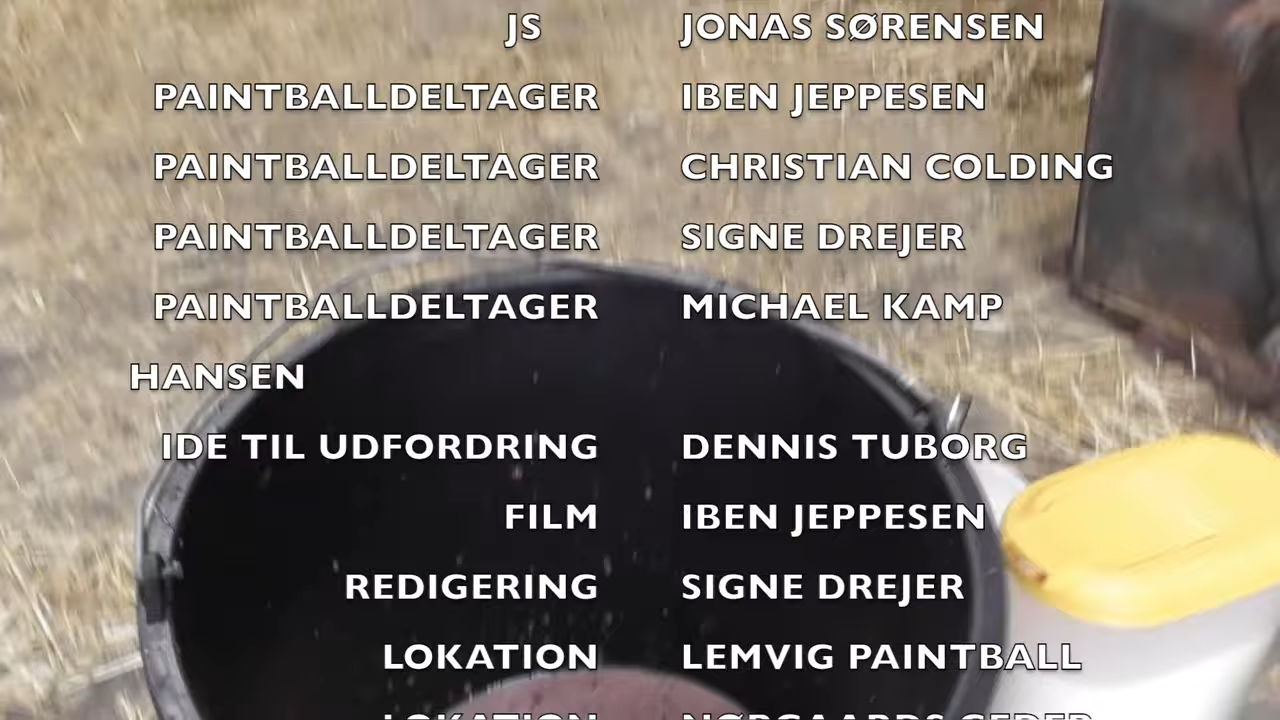 JS JONAS SØRENSEN
PAINTBALLDELTAGER IBEN JEPPESEN
PAINTBALLDELTAGER CHRISTIAN COLDING
PAINTBALLDELTAGER SIGNE DREJER
PAINTBALLDELTAGER MICHAEL KAMP
HANSEN
IDE TIL UDFORDRING DENNIS TUBORG
FILM IBEN JEPPESEN
REDIGERING SIGNE DREJER
LOKATION LEMVIG PAINTBALL
LOKATION